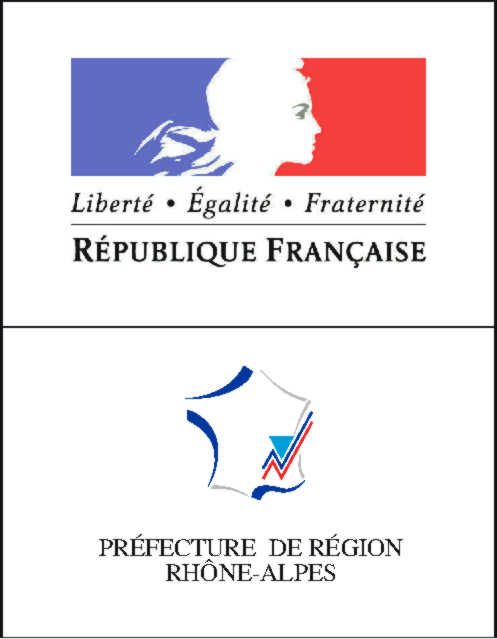 Liberté • Égalité • Fraternité
RÉPUBLIQUE FRANÇAISE
PRÉFECTURE DE RÉGION
RHÔNE-ALPES